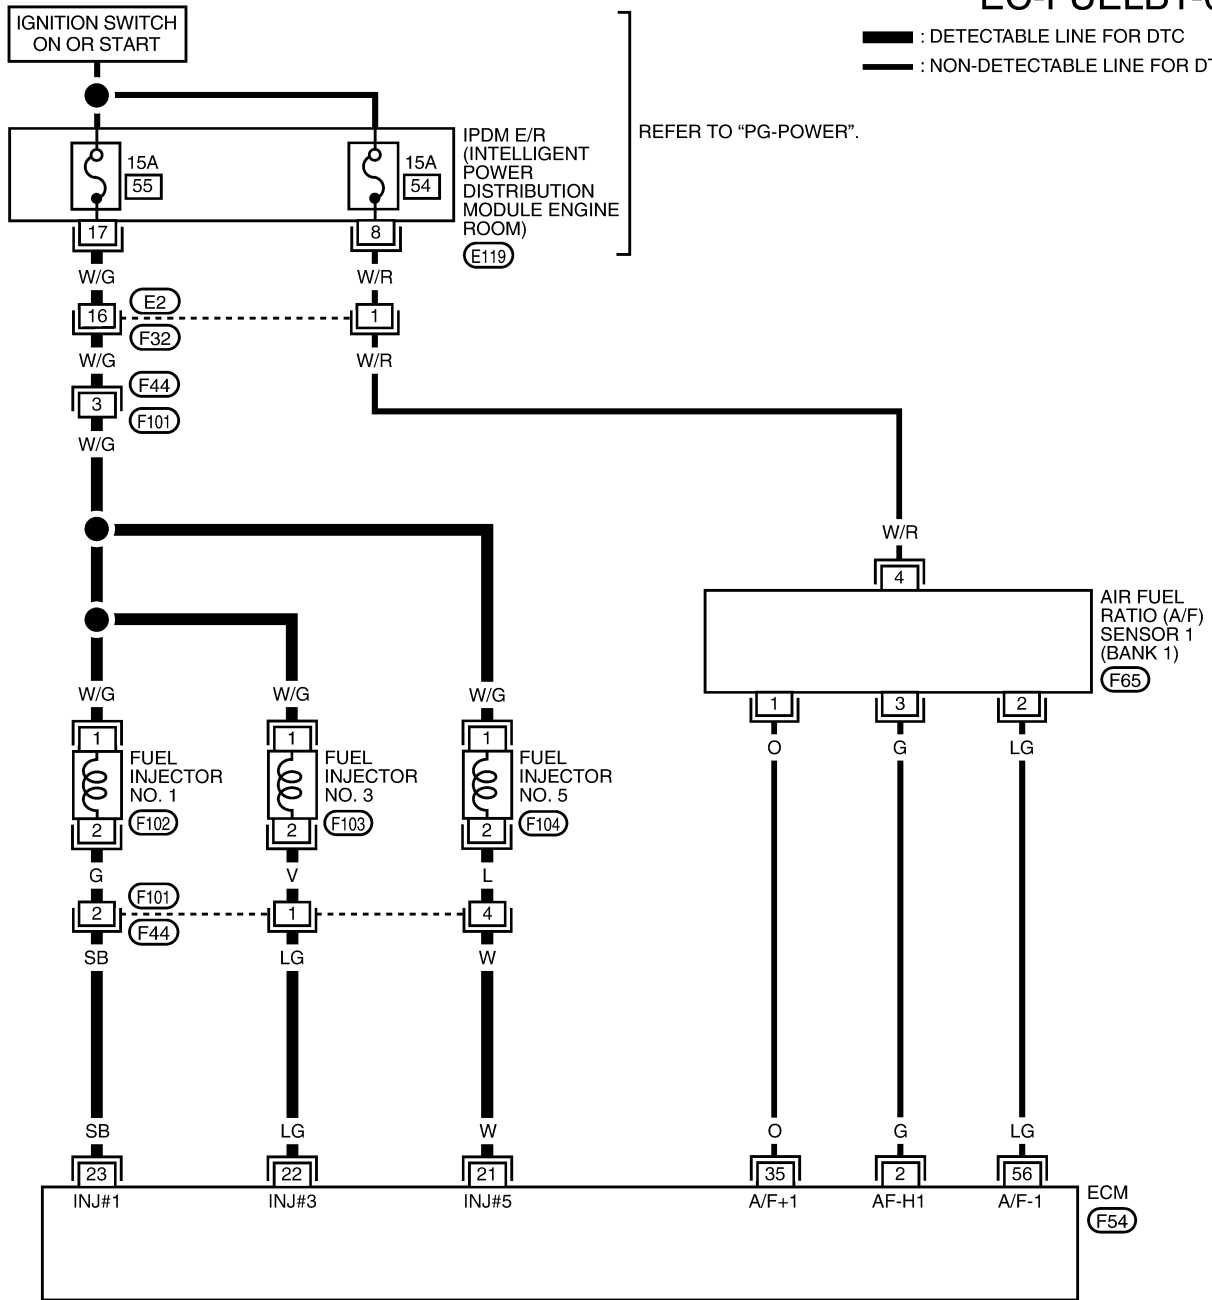 EC-FUELB1-
IGNITION SWITCH
ON OR START
: DETECTABLE LINE FOR DTC
: NON-DETECTABLE LINE FOR DT
REFER TO “PG-POWER”.
IPDM E/R
(INTELLIGENT
POWER
DISTRIBUTION
MODULE ENGINE
ROOM)
E119
15A
55
15A
54
17
8
W/G
W/R
16
E2
F32
1
W/G
W/R
3
F44
F101
W/G
W/R
4
AIR FUEL
RATIO (A/F)
SENSOR 1
(BANK 1)
F65
1
3
2
O
G
LG
W/G
W/G
W/G
1
1
1
FUEL
INJECTOR
NO. 1
F102
FUEL
INJECTOR
NO. 3
F103
FUEL
INJECTOR
NO. 5
F104
2
2
2
G
V
L
2
F101
F44
1
4
SB
LG
W
SB
LG
W
O
G
LG
23
22
21
35
2
56
INJ#1
INJ#3
INJ#5
A/F+1
AF-H1
A/F-1
ECM
F54